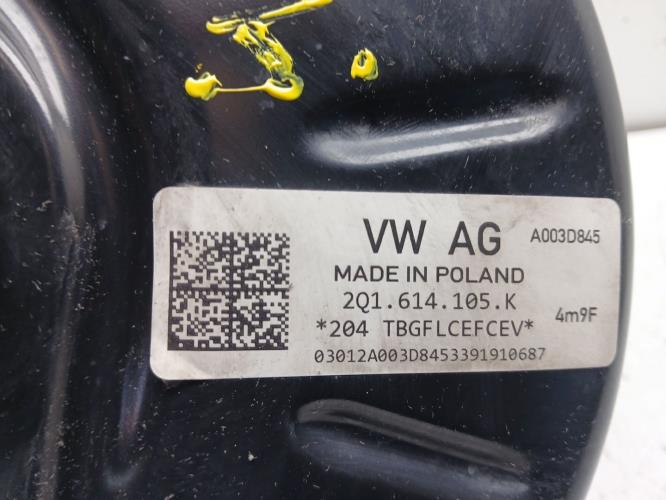 VW AG A003D845
MADE IN POLAND
2Q1.614.105.K
4m9F
*204 TBGFLCEFCEV*
03012A003D8453391910687